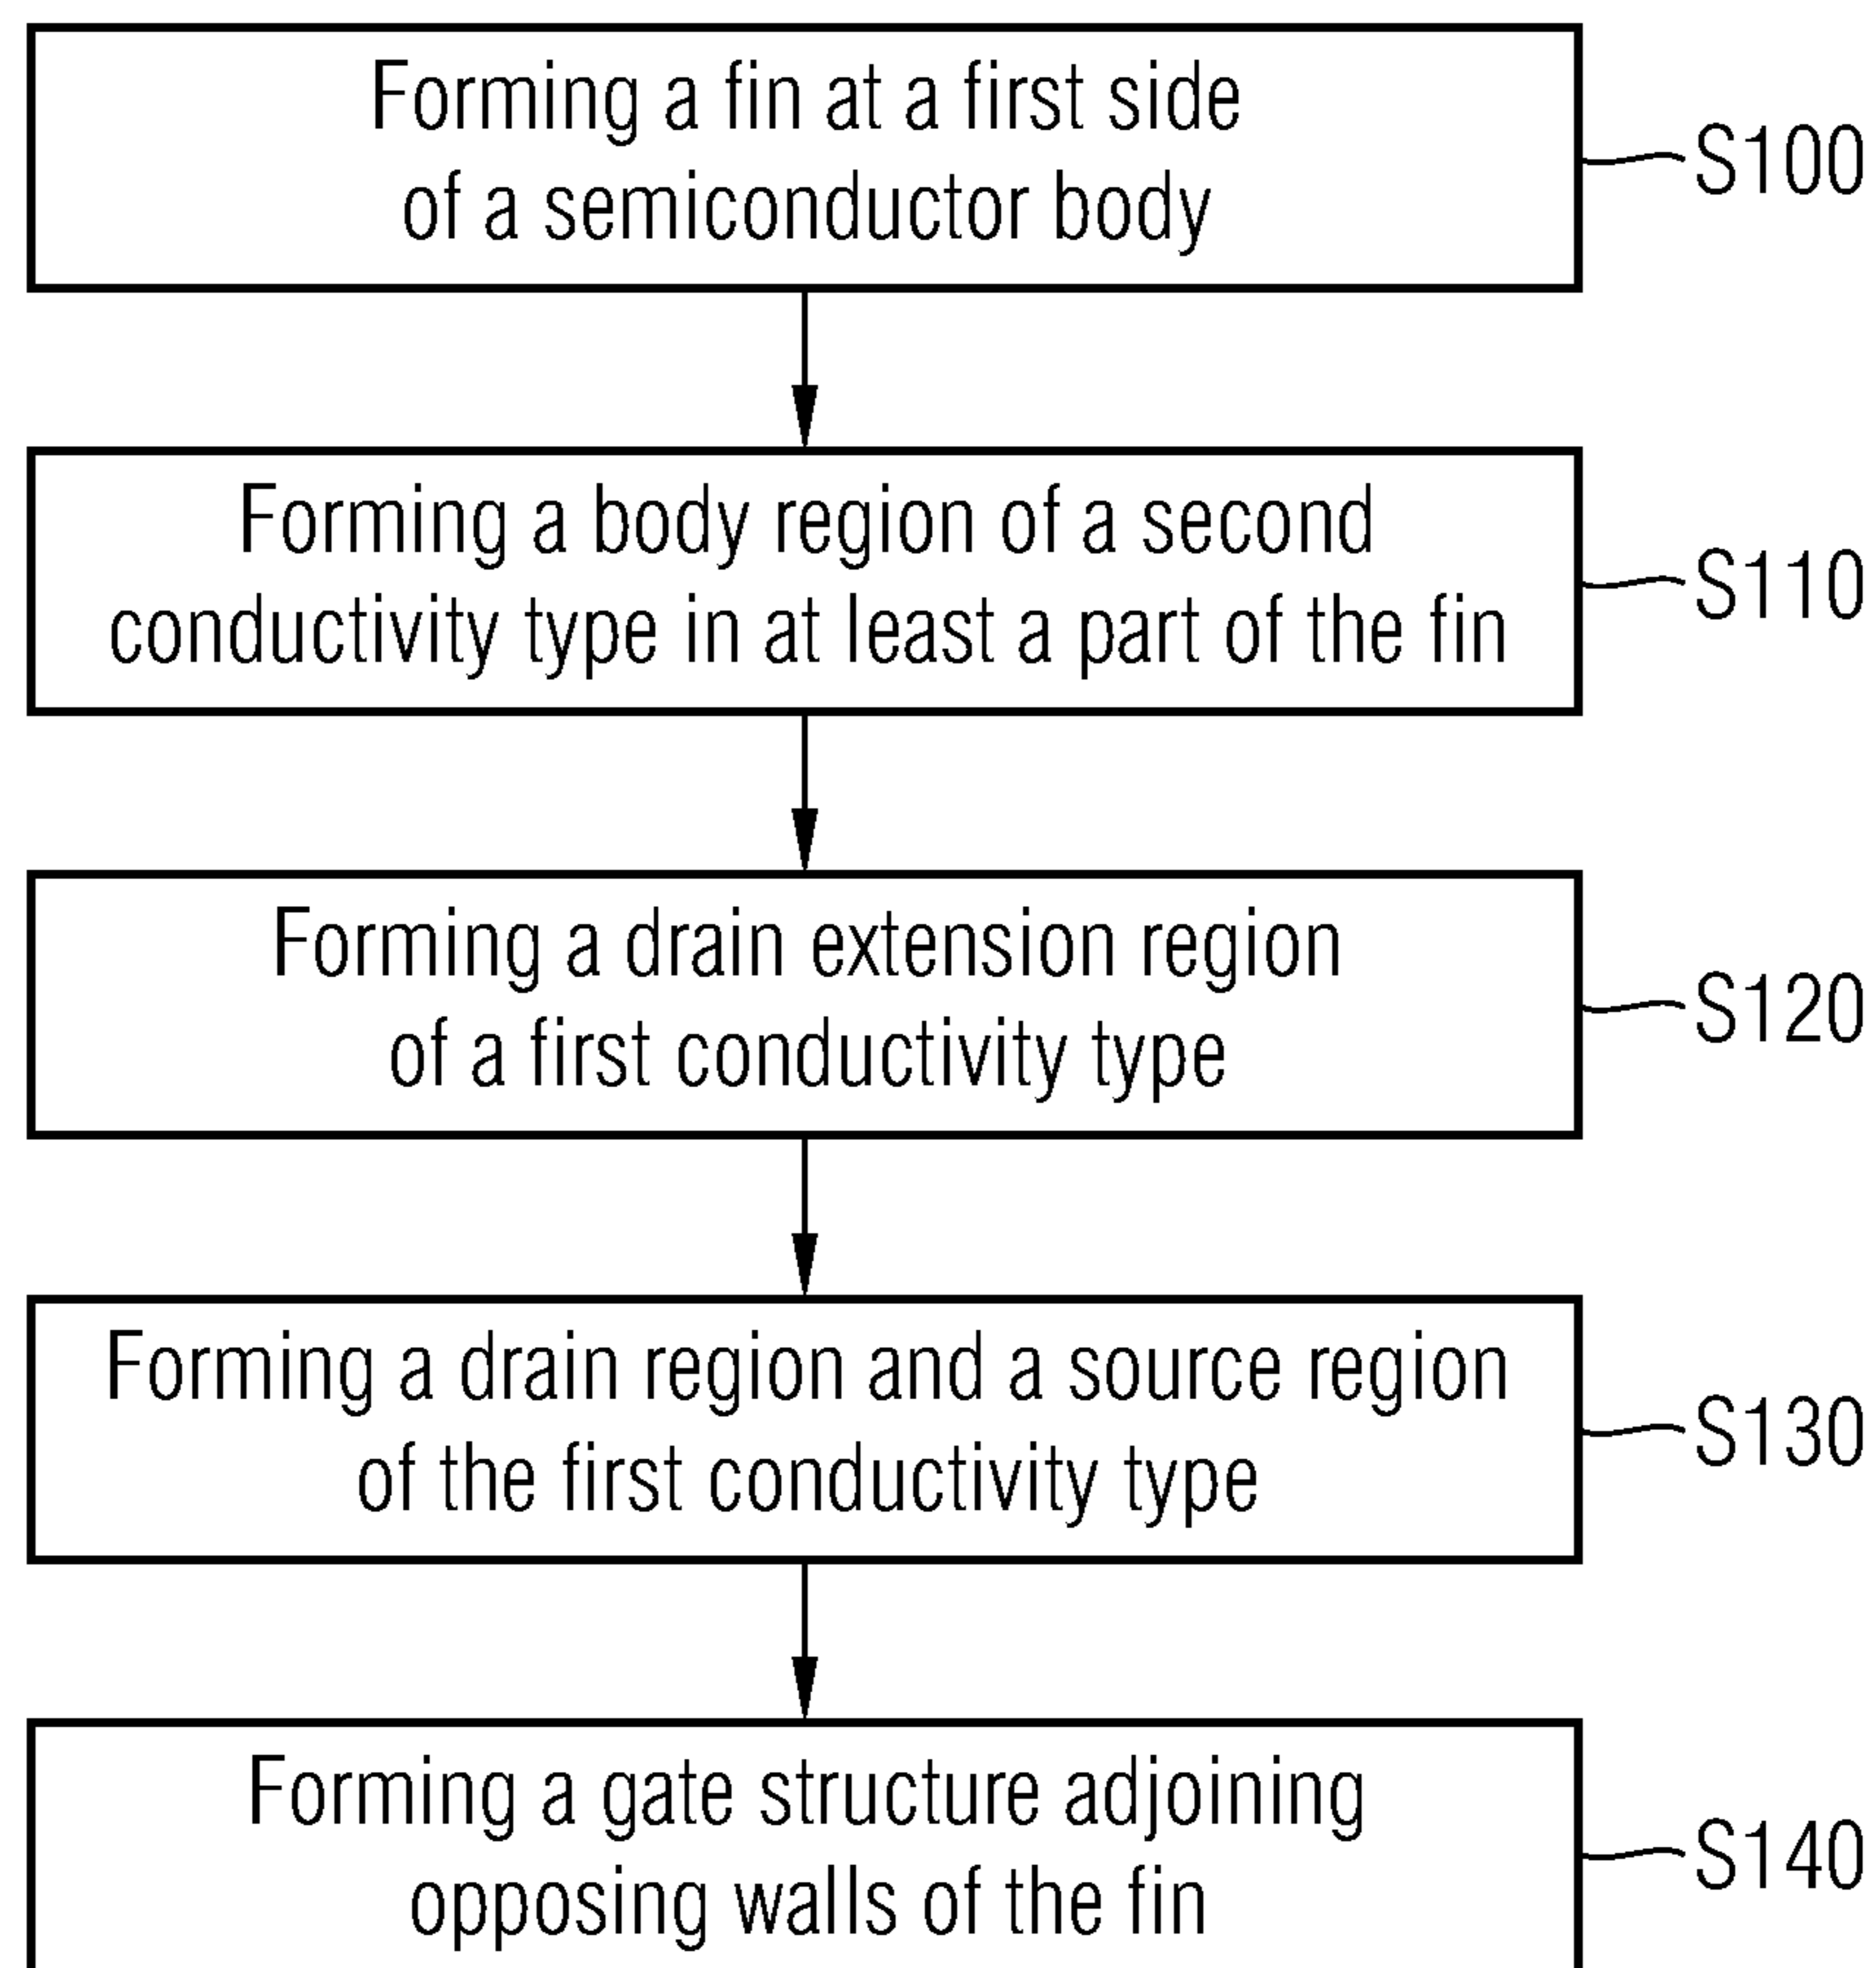 Forming a fin at a first side
of a semiconductor body
S100
Forming a body region of a second
conductivity type in at least a part of the fin
S110
Forming a drain extension region
of a first conductivity type
S120
Forming a drain region and a source region
of the first conductivity type
S130
Forming a gate structure adjoining
opposing walls of the fin
S140